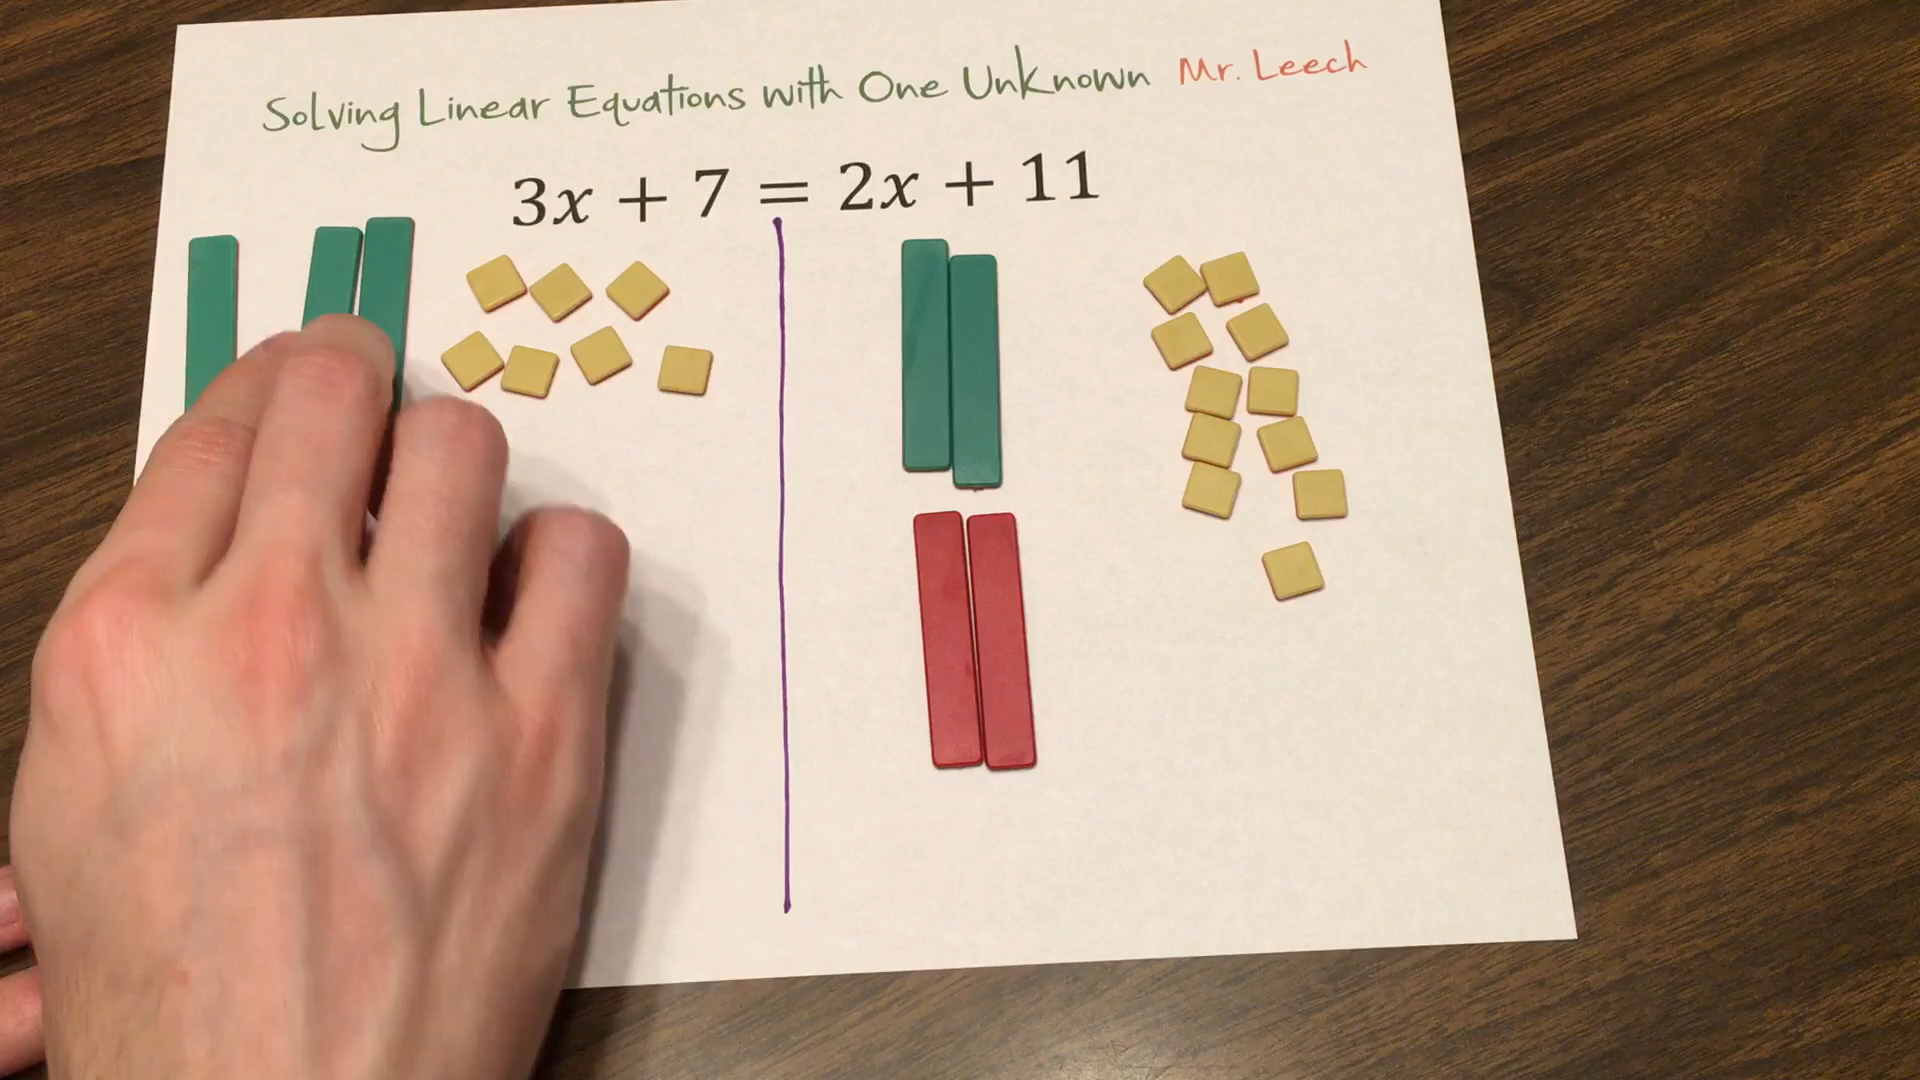 Solving Linear Equations with One Unknown Mr. Leech
3x + 7 = 2x + 11